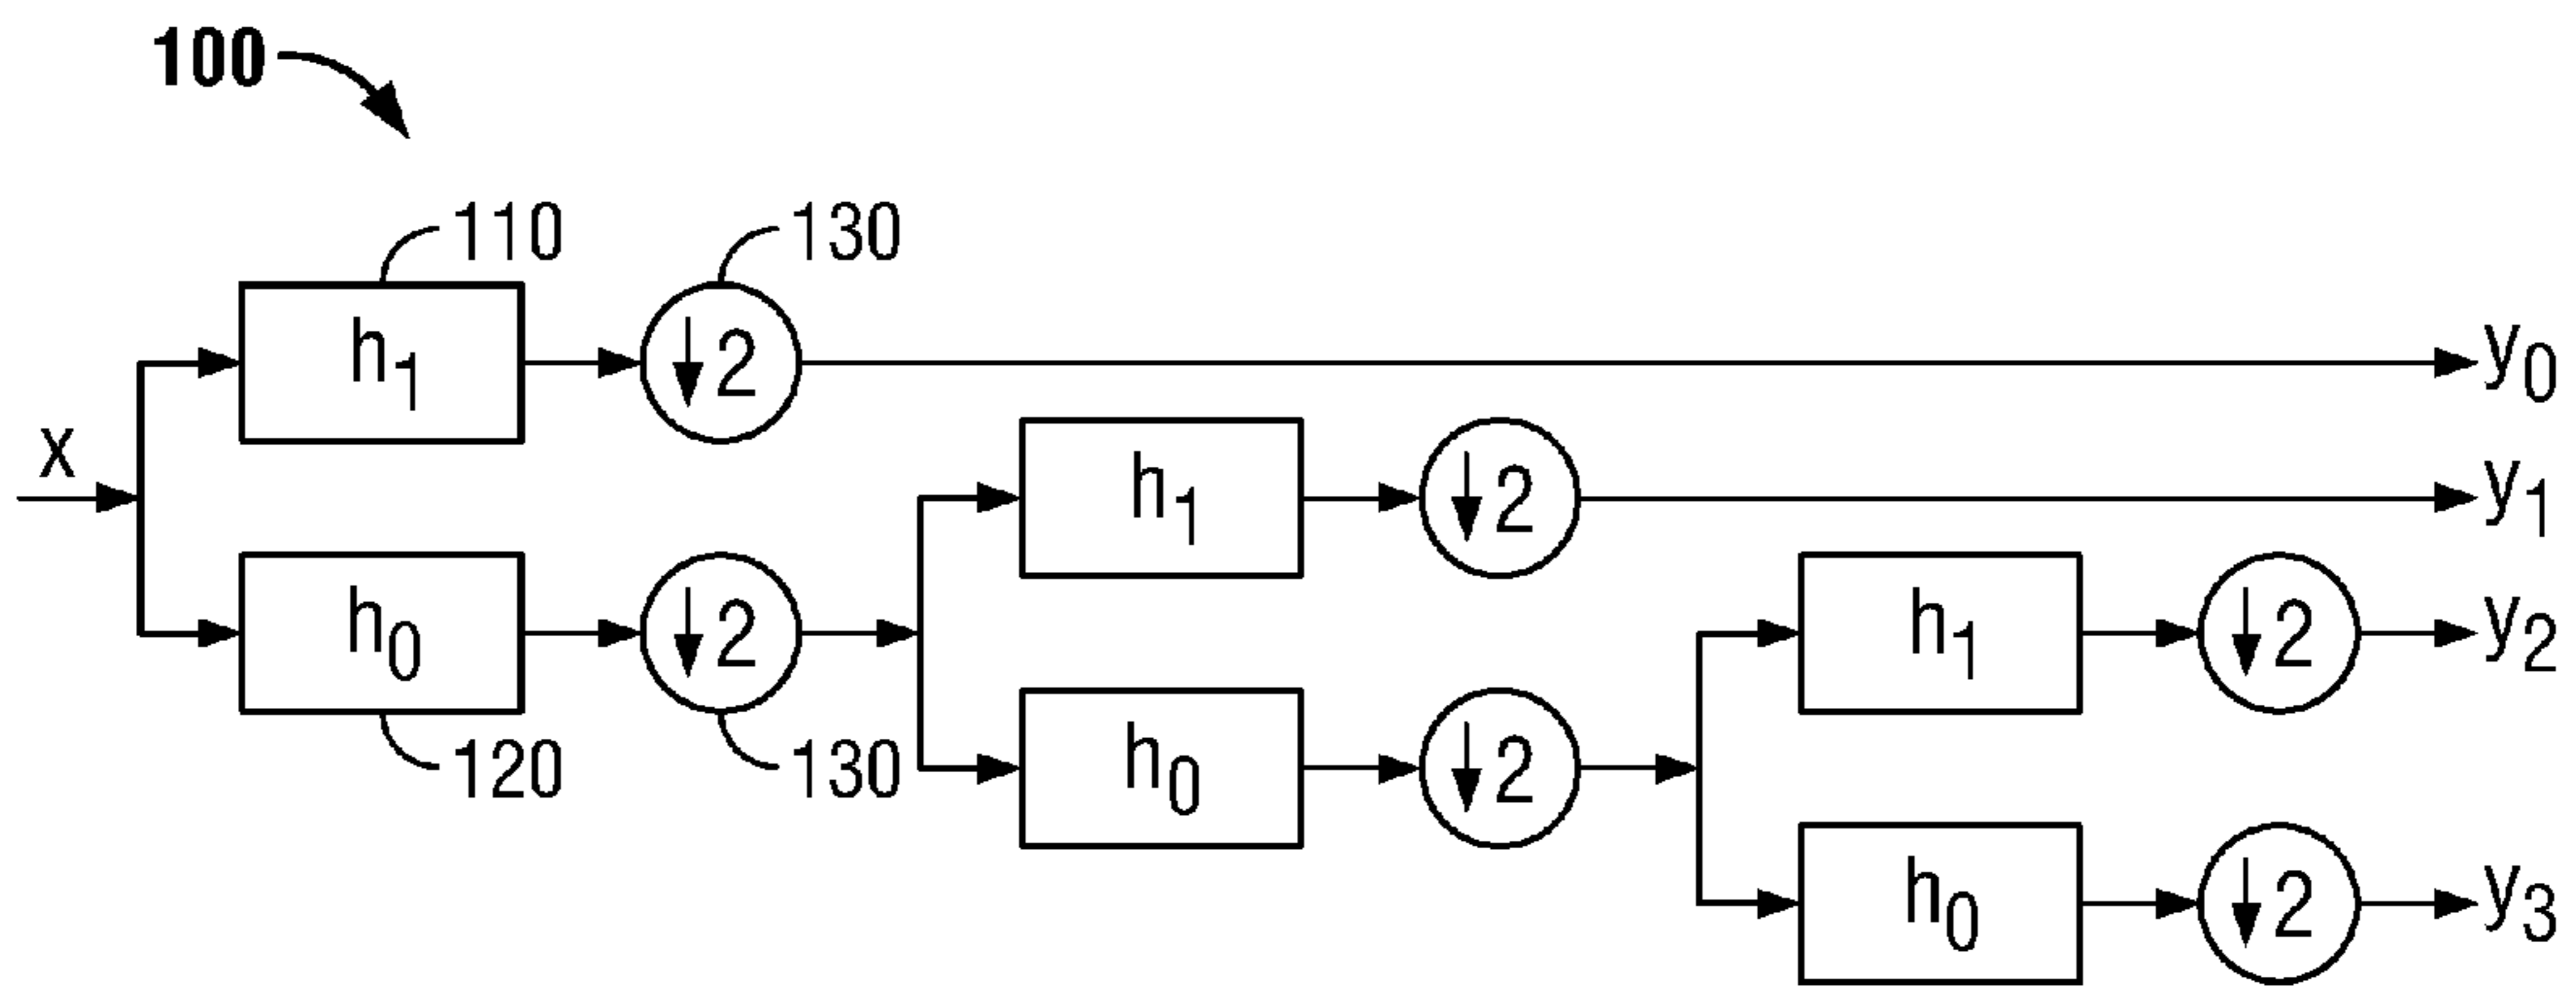 100
110 130
h1 ↓2 y0
x h1 ↓2 y1
h0 ↓2 h1 ↓2 y2
120 130 h0 ↓2
h0 ↓2 y3